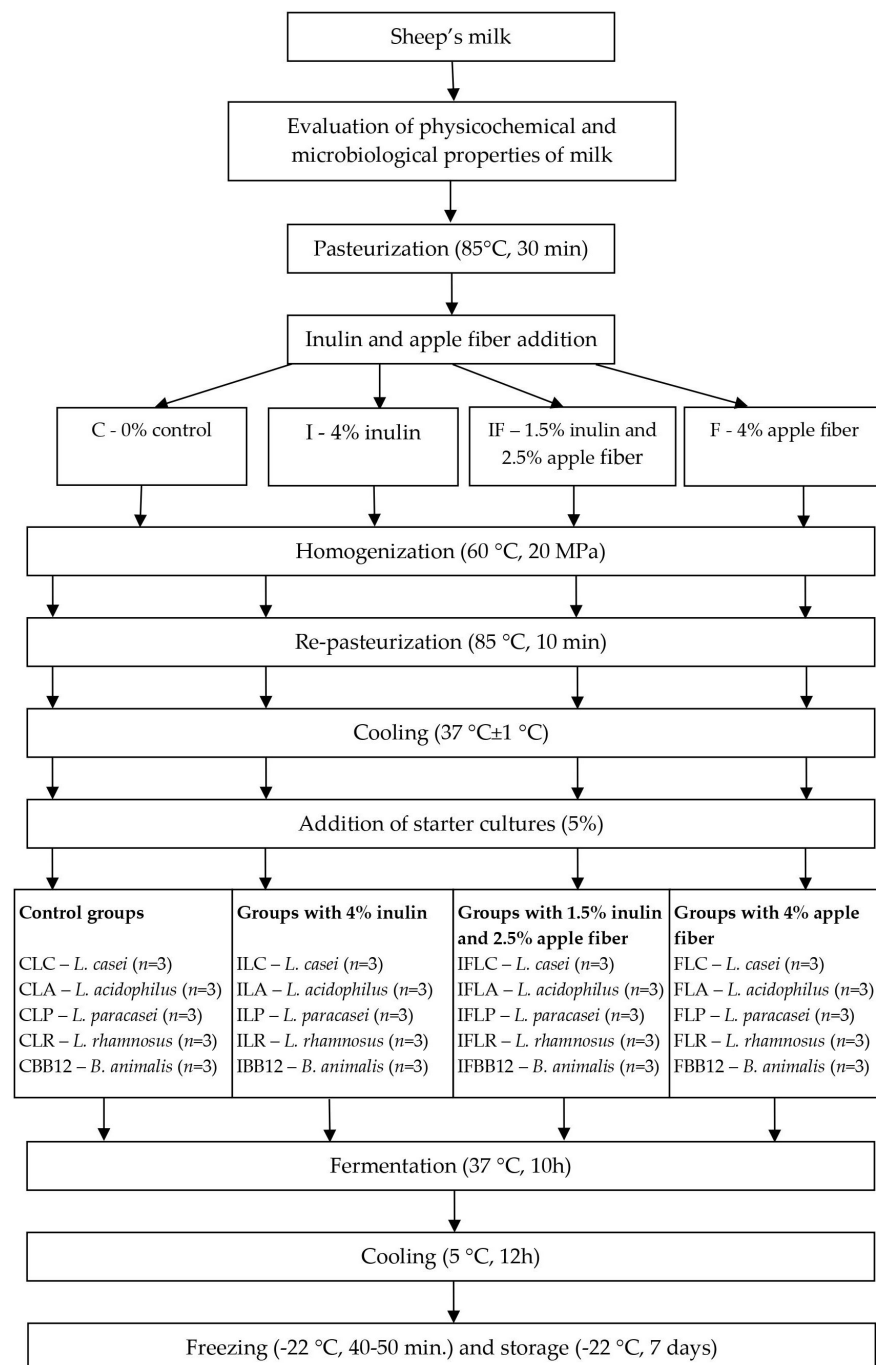 Sheep’s milk
Evaluation of physicochemical and
microbiological properties of milk
Pasteurization (85°C, 30 min)
Inulin and apple fiber addition
C - 0% control
I - 4% inulin
IF – 1.5% inulin and
2.5% apple fiber
F - 4% apple fiber
Homogenization (60 °C, 20 MPa)
Re-pasteurization (85 °C, 10 min)
Cooling (37 °C±1 °C)
Addition of starter cultures (5%)
Control groups
CLC – L. casei (n=3)
CLA – L. acidophilus (n=3)
CLP – L. paracasei (n=3)
CLR – L. rhamnosus (n=3)
CBB12 – B. animalis (n=3)
Groups with 4% inulin
ILC – L. casei (n=3)
ILA – L. acidophilus (n=3)
ILP – L. paracasei (n=3)
ILR – L. rhamnosus (n=3)
IBB12 – B. animalis (n=3)
Groups with 1.5% inulin
and 2.5% apple fiber
IFLC – L. casei (n=3)
IFLA – L. acidophilus (n=3)
IFLP – L. paracasei (n=3)
IFLR – L. rhamnosus (n=3)
IFBB12 – B. animalis (n=3)
Groups with 4% apple
fiber
FLC – L. casei (n=3)
FLA – L. acidophilus (n=3)
FLP – L. paracasei (n=3)
FLR – L. rhamnosus (n=3)
FBB12 – B. animalis (n=3)
Fermentation (37 °C, 10h)
Cooling (5 °C, 12h)
Freezing (-22 °C, 40-50 min.) and storage (-22 °C, 7 days)